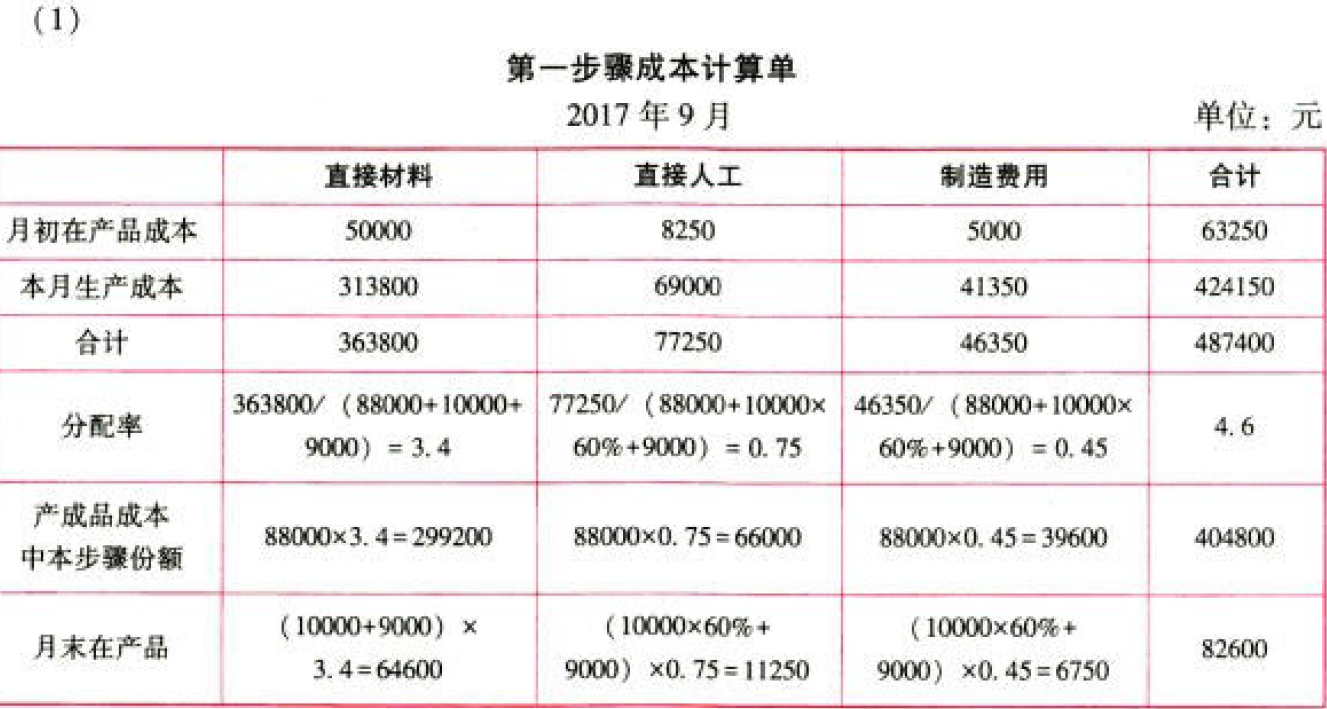 (1)
第一步骤成本计算单
2017 年 9 月
单位：元
直接材料 直接人工 制造费用 合计
月初在产品成本 50000 8250 5000 63250
本月生产成本 313800 69000 41350 424150
合计 363800 77250 46350 487400
分配率 363800/（88000+10000+9000）= 3.4 77250/（88000+10000×60%+9000）= 0.75 46350/（88000+10000×60%+9000）= 0.45 4.6
产成品成本中本步骤份额 88000×3.4=299200 88000×0.75=66000 88000×0.45=39600 404800
月末在产品 （10000+9000）×3.4=64600 （10000×60%+9000）×0.75=11250 （10000×60%+9000）×0.45=6750 82600